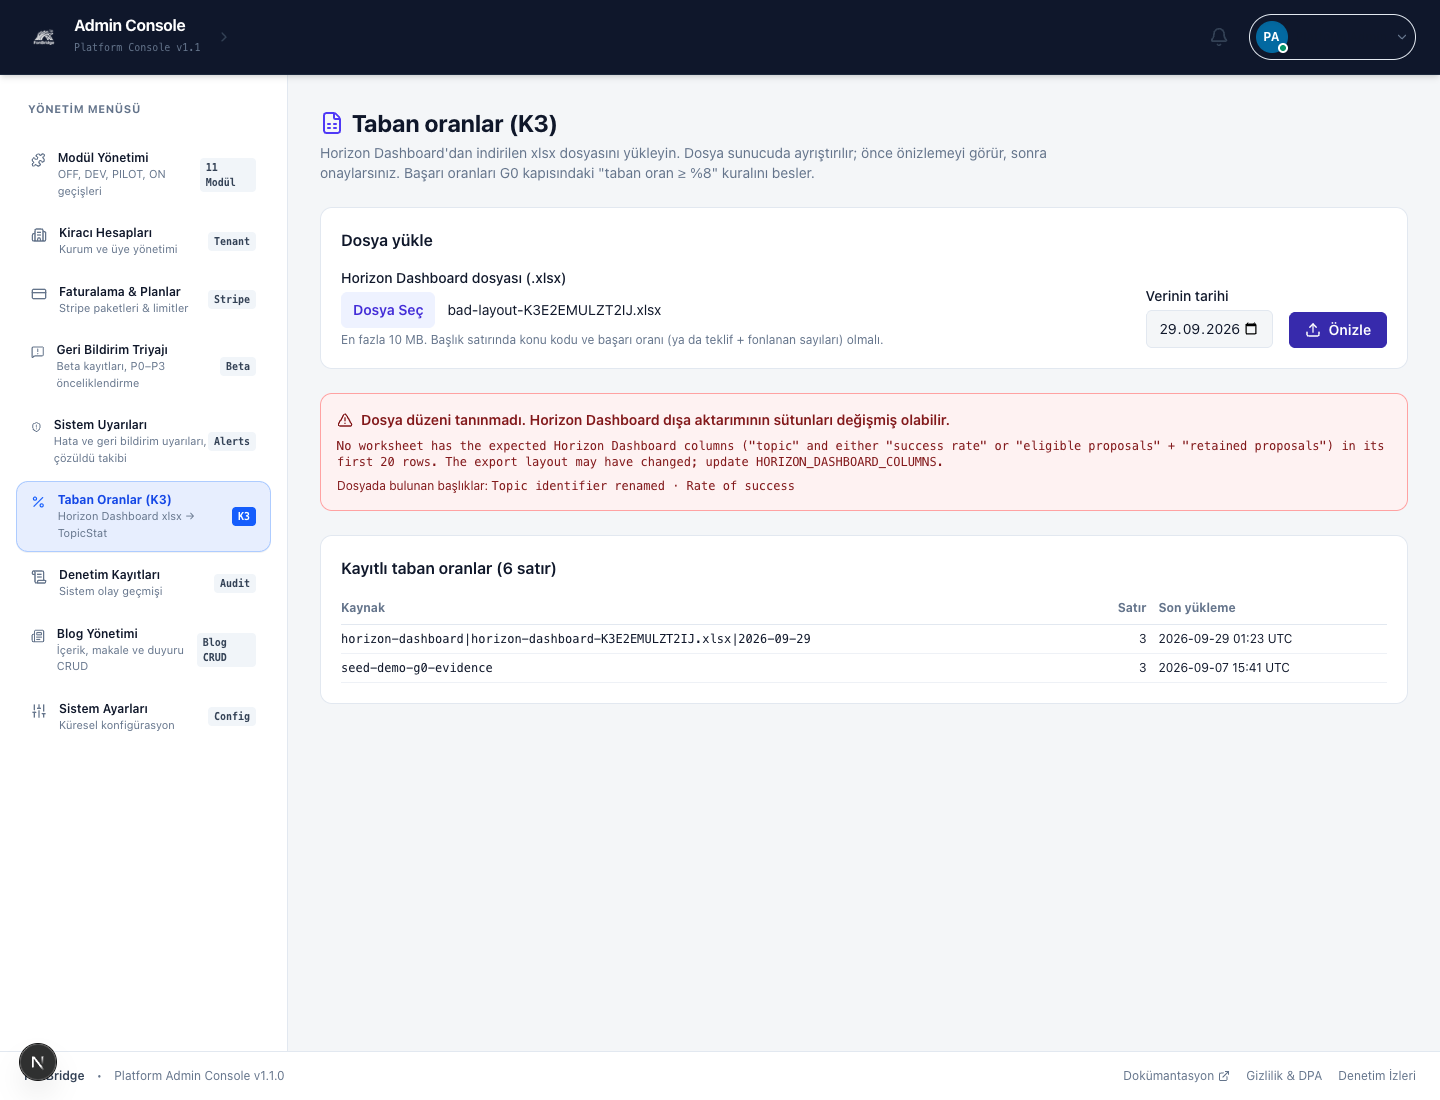 Admin Console
Platform Console v1.1
PA
YÖNETİM MENÜSÜ
Modül Yönetimi
OFF, DEV, PILOT, ON
geçişleri
11
Modül
Kiracı Hesapları
Kurum ve üye yönetimi
Tenant
Faturalama & Planlar
Stripe paketleri & limitler
Stripe
Geri Bildirim Triyajı
Beta kayıtları, P0–P3
önceliklendirme
Beta
Sistem Uyarıları
Hata ve geri bildirim uyarıları,
çözüldü takibi
Alerts
Taban Oranlar (K3)
Horizon Dashboard xlsx →
TopicStat
K3
Denetim Kayıtları
Sistem olay geçmişi
Audit
Blog Yönetimi
İçerik, makale ve duyuru
CRUD
Blog
CRUD
Sistem Ayarları
Küresel konfigürasyon
Config
Taban oranlar (K3)
Horizon Dashboard'dan indirilen xlsx dosyasını yükleyin. Dosya sunucuda ayrıştırılır; önce önizlemeyi görür, sonra
onaylarsınız. Başarı oranları G0 kapısındaki "taban oran ≥ %8" kuralını besler.
Dosya yükle
Horizon Dashboard dosyası (.xlsx)
Dosya Seç bad-layout-K3E2EMULZT2IJ.xlsx
En fazla 10 MB. Başlık satırında konu kodu ve başarı oranı (ya da teklif + fonlanan sayıları) olmalı.
Verinin tarihi
29.09.2026
Önizle
Dosya düzeni tanınmadı. Horizon Dashboard dışa aktarımının sütunları değişmiş olabilir.
No worksheet has the expected Horizon Dashboard columns ("topic" and either "success rate" or "eligible proposals" + "retained proposals") in its
first 20 rows. The export layout may have changed; update HORIZON_DASHBOARD_COLUMNS.
Dosyada bulunan başlıklar: Topic identifier renamed · Rate of success
Kayıtlı taban oranlar (6 satır)
Kaynak Satır Son yükleme
horizon-dashboard|horizon-dashboard-K3E2EMULZT2IJ.xlsx|2026-09-29 3 2026-09-29 01:23 UTC
seed-demo-g0-evidence 3 2026-09-07 15:41 UTC
N
Bridge • Platform Admin Console v1.1.0
Dokümantasyon Gizlilik & DPA Denetim İzleri